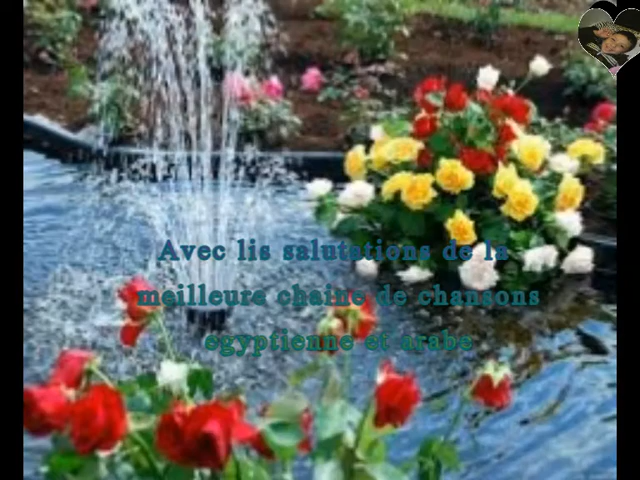 Avec lis salutations de la
meilleure chaine de chansons
egyptienne et arabe